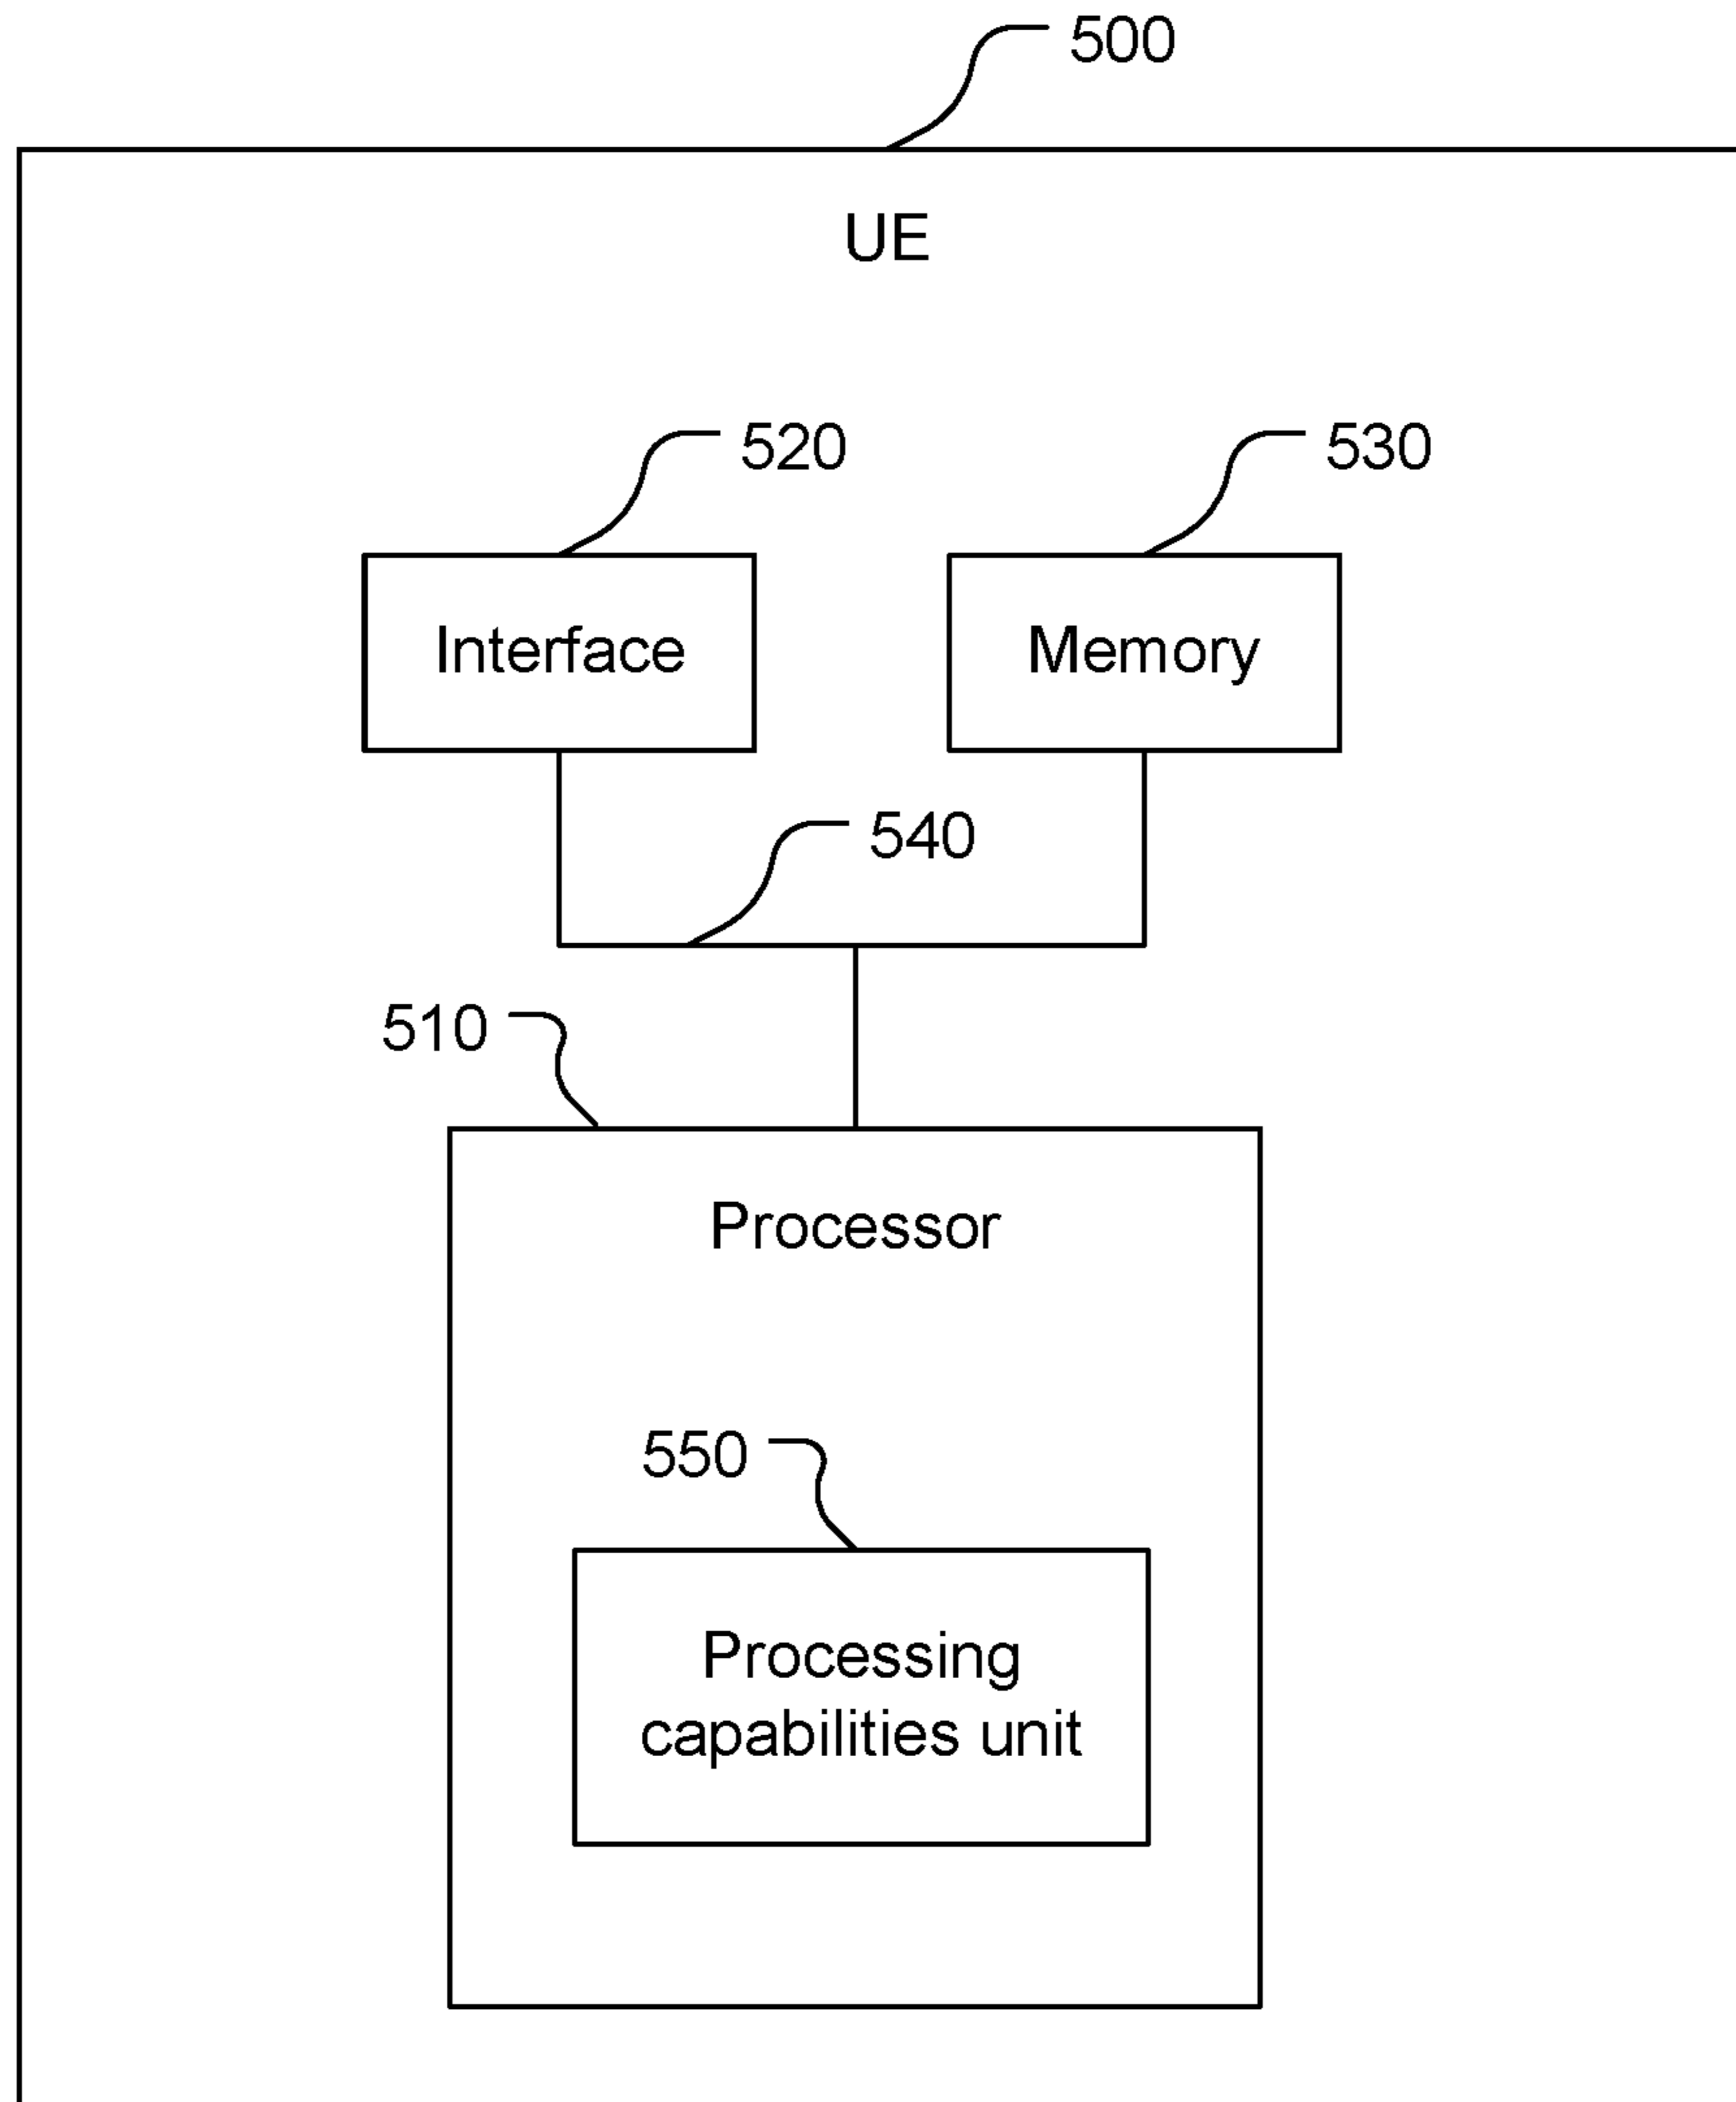 500
UE
520
530
Interface
Memory
540
510
Processor
550
Processing
capabilities unit